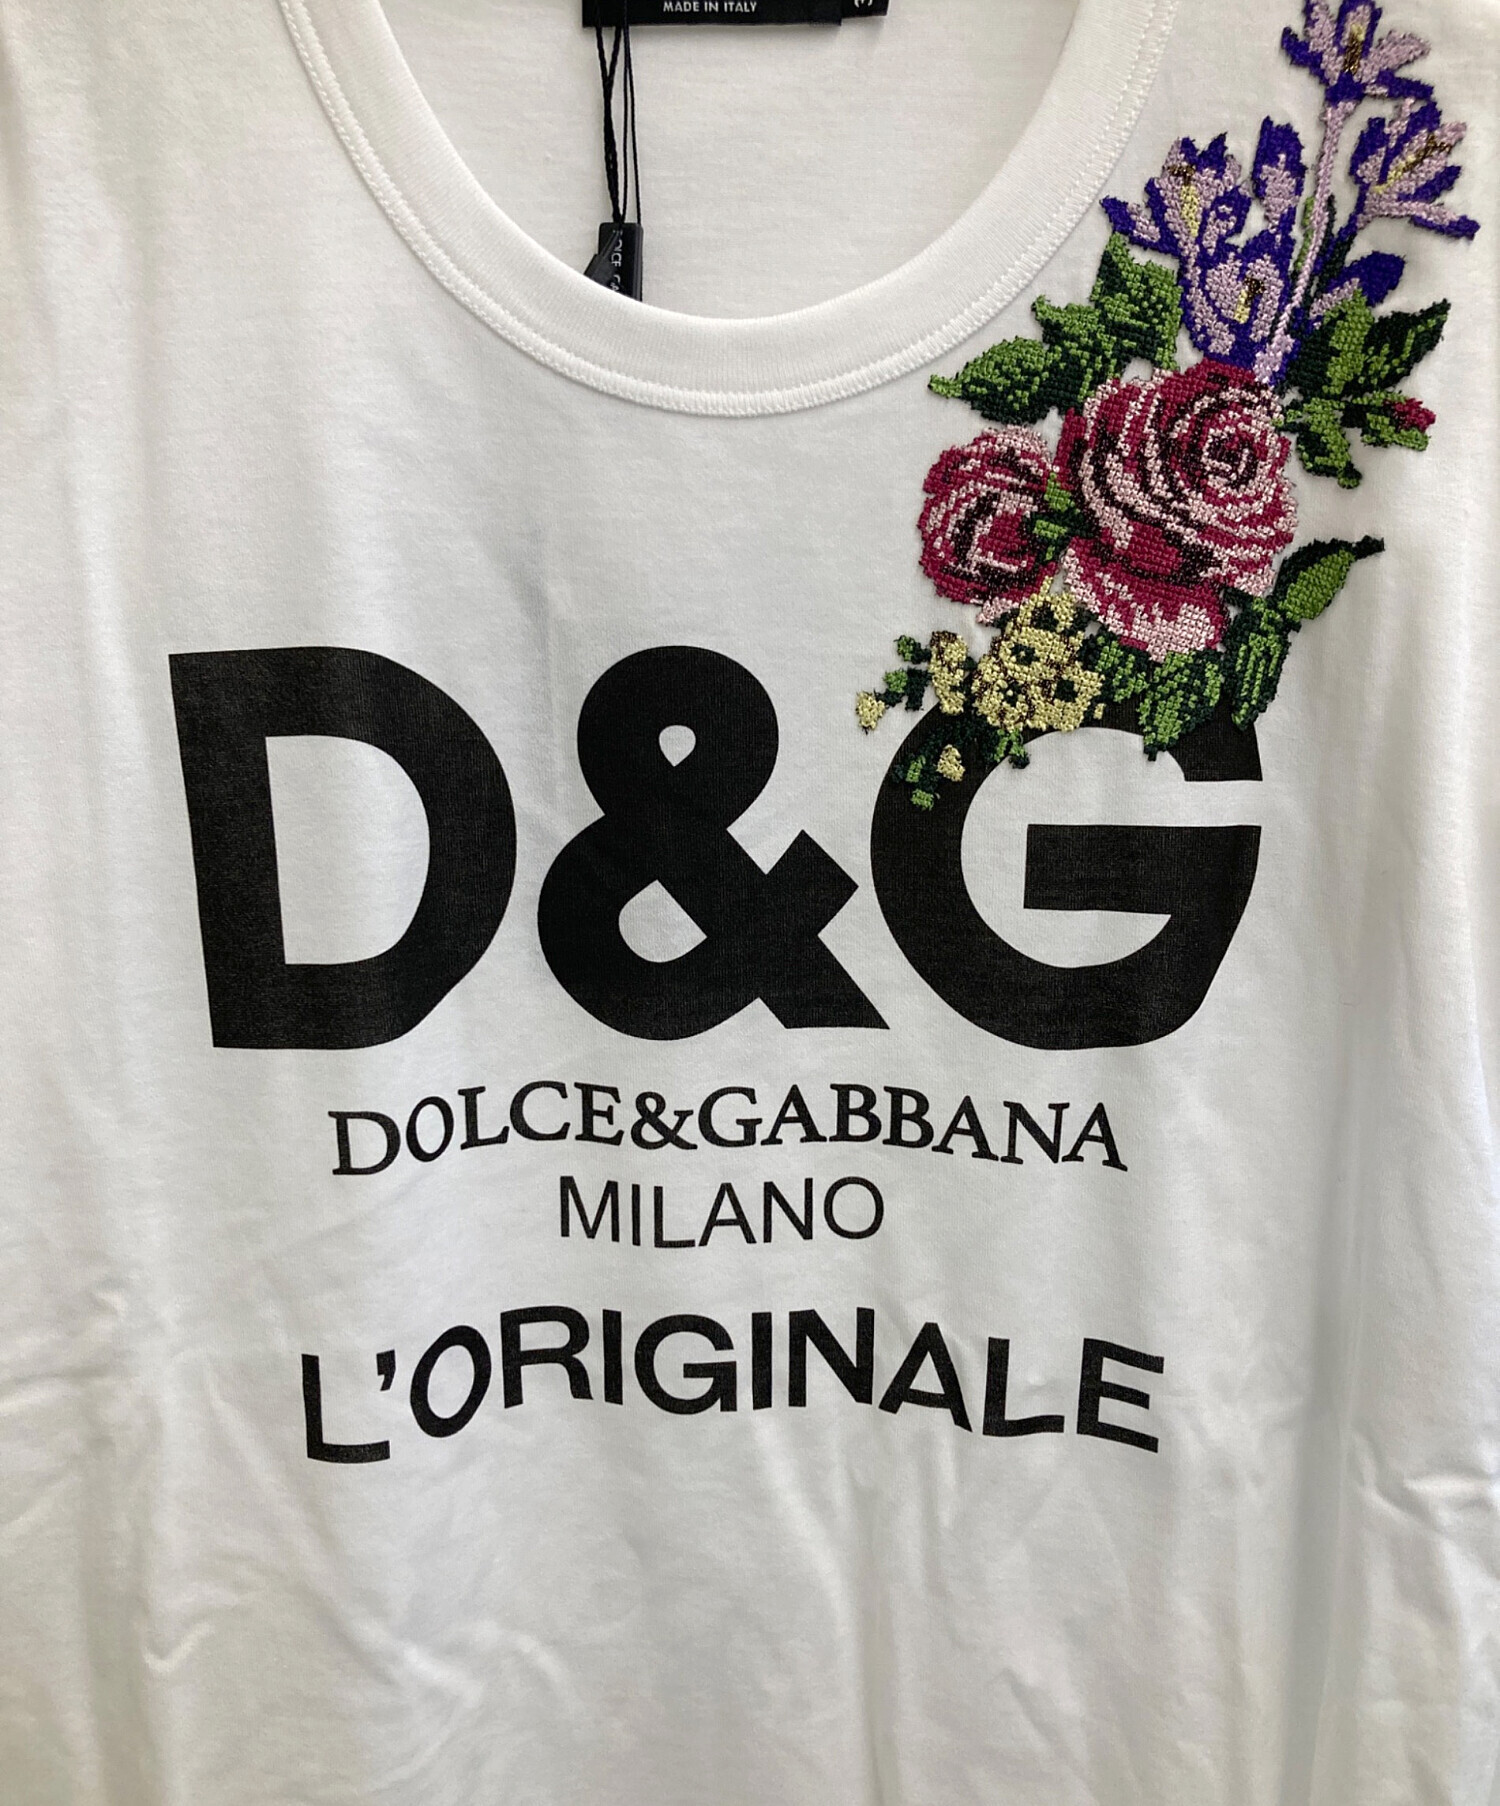 MADE IN ITALY
D&G
DOLCE&GABBANA
MILANO
L'ORIGINALE